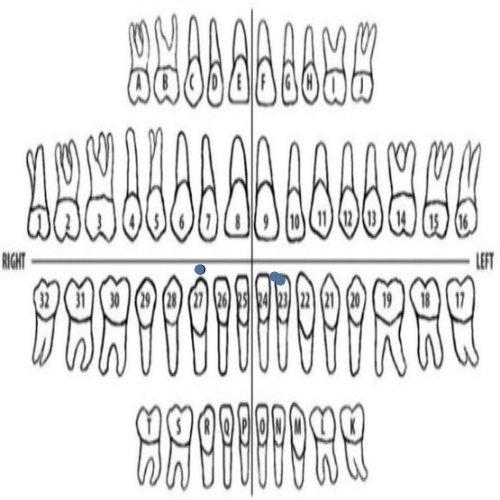 A B C D E F G H I J
1 2 3 4 5 6 7 8 9 10 11 12 13 14 15 16
RIGHT LEFT
32 31 30 29 28 27 26 25 24 23 22 21 20 19 18 17
T S R Q P O N M L K